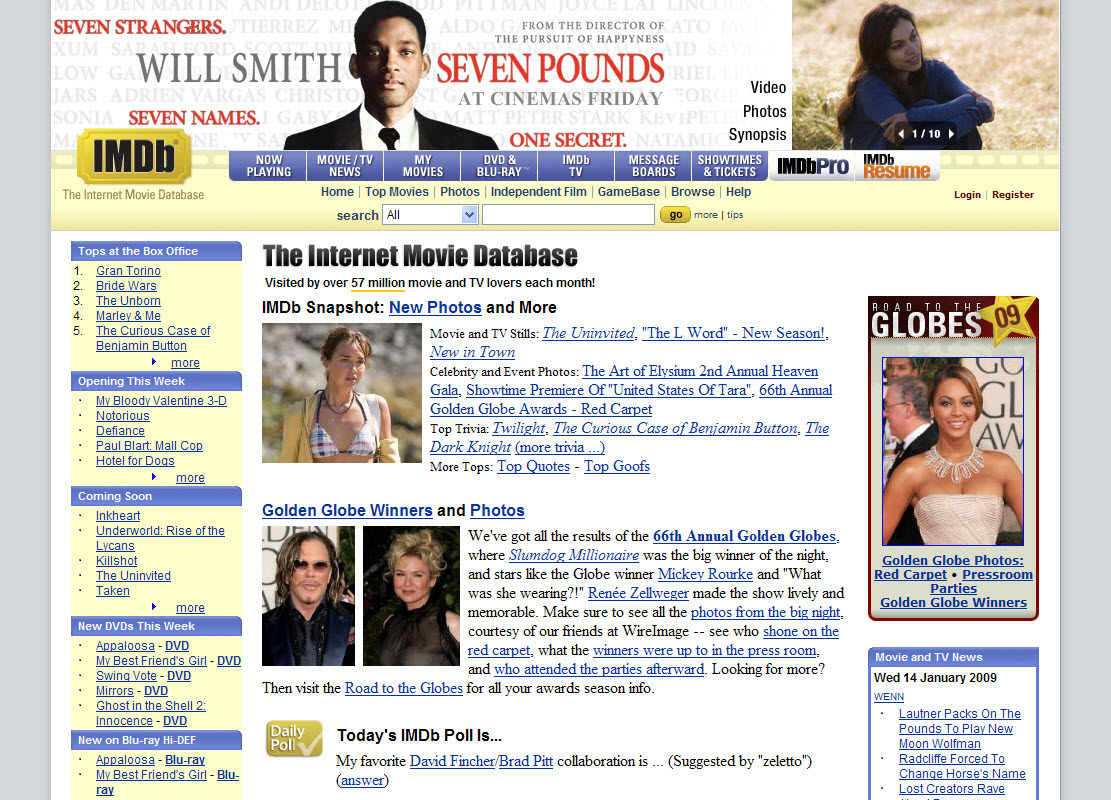 SEVEN STRANGERS.
FROM THE DIRECTOR OF
THE PURSUIT OF HAPPYNESS
WILL SMITH SEVEN POUNDS
AT CINEMAS FRIDAY
SEVEN NAMES.
ONE SECRET.
Video
Photos
Synopsis
1 / 10
IMDb
The Internet Movie Database
NOW PLAYING
MOVIE / TV NEWS
MY MOVIES
DVD & BLU-RAY™
IMDb TV
MESSAGE BOARDS
SHOWTIMES & TICKETS
IMDbPro
IMDb Resume
Home | Top Movies | Photos | Independent Film | GameBase | Browse | Help
Login | Register
search All go more | tips
Tops at the Box Office
1. Gran Torino
2. Bride Wars
3. The Unborn
4. Marley & Me
5. The Curious Case of
Benjamin Button
more
Opening This Week
My Bloody Valentine 3-D
Notorious
Defiance
Paul Blart: Mall Cop
Hotel for Dogs
more
Coming Soon
Inkheart
Underworld: Rise of the
Lycans
Killshot
The Uninvited
Taken
more
New DVDs This Week
Appaloosa - DVD
My Best Friend's Girl - DVD
Swing Vote - DVD
Mirrors - DVD
Ghost in the Shell 2:
Innocence - DVD
New on Blu-ray Hi-DEF
Appaloosa - Blu-ray
My Best Friend's Girl - Blu-
ray
The Internet Movie Database
Visited by over 57 million movie and TV lovers each month!
IMDb Snapshot: New Photos and More
Movie and TV Stills: The Uninvited, "The L Word" - New Season!,
New in Town
Celebrity and Event Photos: The Art of Elysium 2nd Annual Heaven
Gala, Showtime Premiere Of "United States Of Tara", 66th Annual
Golden Globe Awards - Red Carpet
Top Trivia: Twilight, The Curious Case of Benjamin Button, The
Dark Knight (more trivia ...)
More Tops: Top Quotes - Top Goofs
Golden Globe Winners and Photos
We've got all the results of the 66th Annual Golden Globes,
where Slumdog Millionaire was the big winner of the night,
and stars like the Globe winner Mickey Rourke and "What
was she wearing?!" Renée Zellweger made the show lively and
memorable. Make sure to see all the photos from the big night,
courtesy of our friends at WireImage -- see who shone on the
red carpet, what the winners were up to in the press room,
and who attended the parties afterward. Looking for more?
Then visit the Road to the Globes for all your awards season info.
Daily
Poll
Today's IMDb Poll Is...
My favorite David Fincher/Brad Pitt collaboration is ... (Suggested by "zeletto")
(answer)
ROAD TO THE
GLOBES 09
Golden Globe Photos:
Red Carpet • Pressroom
Parties
Golden Globe Winners
Movie and TV News
Wed 14 January 2009
WENN
Lautner Packs On The
Pounds To Play New
Moon Wolfman
Radcliffe Forced To
Change Horse's Name
Lost Creators Rave